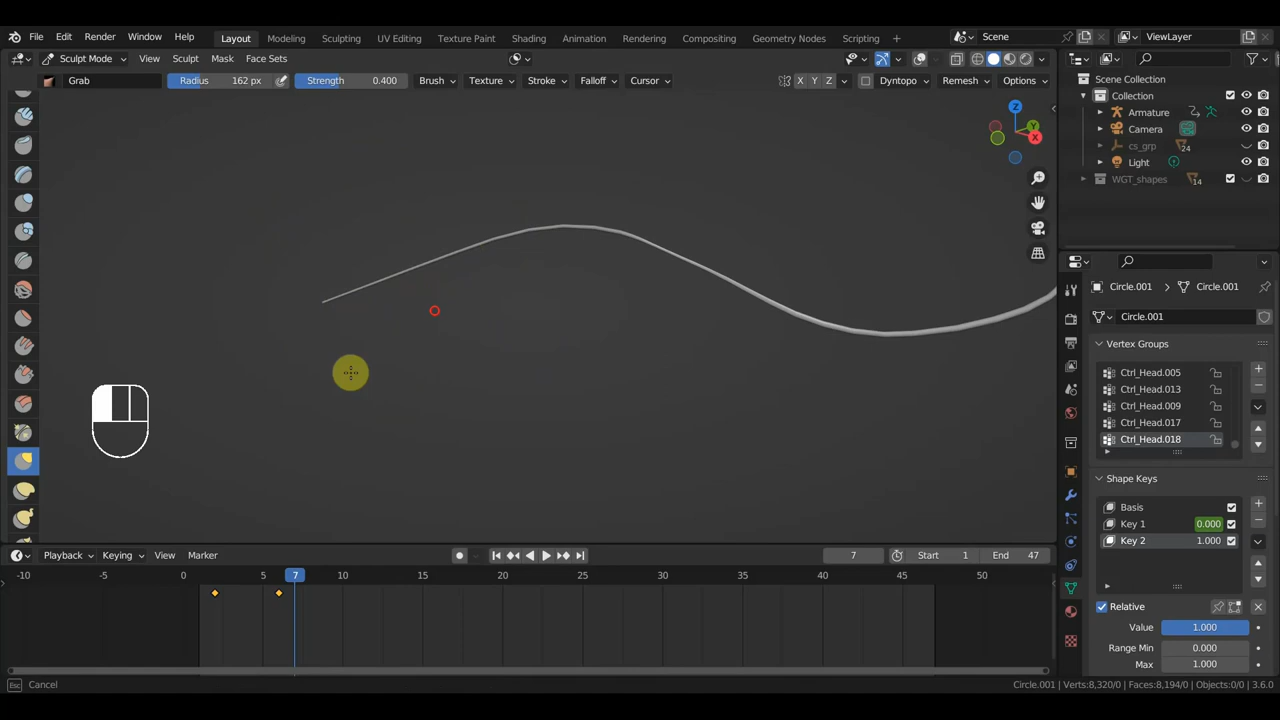 File Edit Render Window Help Layout Modeling Sculpting UV Editing Texture Paint Shading Animation Rendering Compositing Geometry Nodes Scripting + Scene ViewLayer
Sculpt Mode View Sculpt Mask Face Sets
Grab Radius 162 px Strength 0.400 Brush Texture Stroke Falloff Cursor X Y Z Dyntopo Remesh Options
Scene Collection
Collection
Armature
Camera
cs_grp 24
Light
WGT_shapes 14
Z
Y
X
Circle.001 Circle.001
Circle.001
Vertex Groups
Ctrl_Head.005
Ctrl_Head.013
Ctrl_Head.009
Ctrl_Head.017
Ctrl_Head.018
Shape Keys
Basis
Key 1 0.000
Key 2 1.000
Relative
Value 1.000
Range Min 0.000
Max 1.000
Playback Keying View Marker 7 Start 1 End 47
-10 -5 0 5 7 10 15 20 25 30 35 40 45 50
Esc Cancel Circle.001 | Verts:8,320/0 | Faces:8,194/0 | Objects:0/0 | 3.6.0